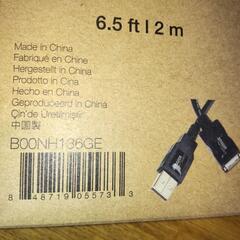 6.5 ft | 2 m
Made in China
Fabriqué en Chine
Hergestellt in China
Prodotto in Cina
Hecho en China
Geproduceerd in China
Çin'de Üretilmiştir
中国製
B00NH136GE
8 48719 05573 3